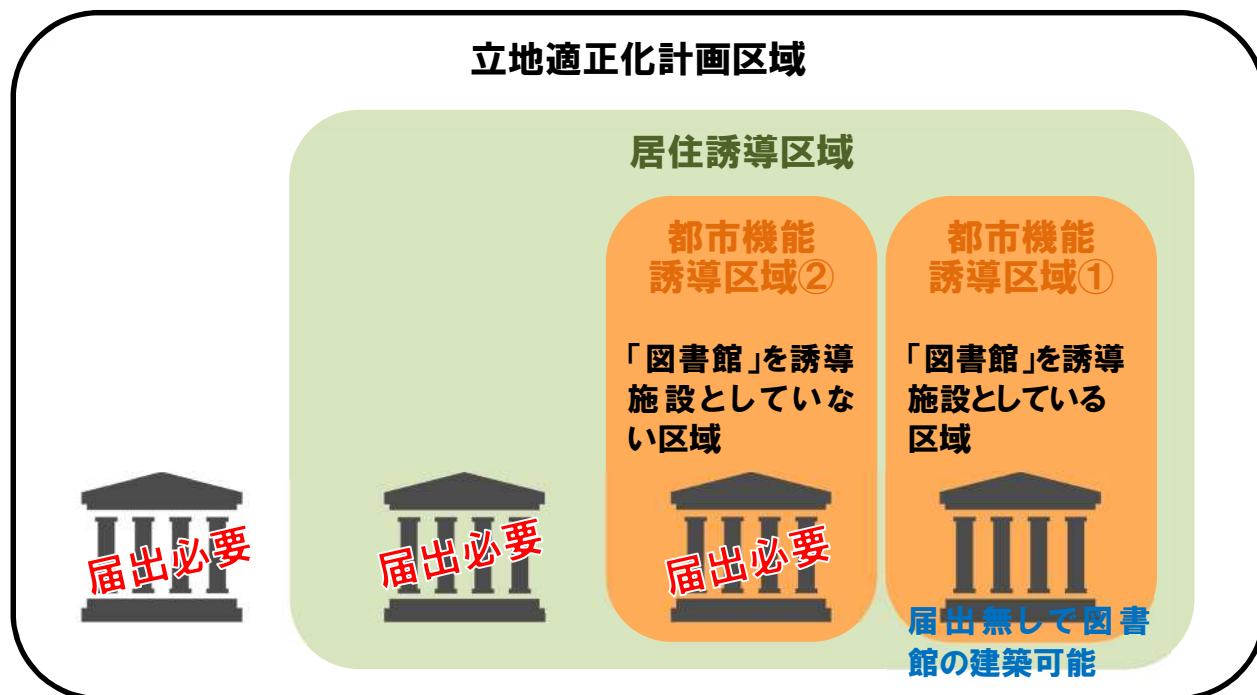 立地適正化計画区域
居住誘導区域
都市機能
誘導区域②
「図書館」を誘導
施設としていな
い区域
都市機能
誘導区域①
「図書館」を誘導
施設としている
区域
届出必要
届出必要
届出必要
届出無しで図書
館の建築可能